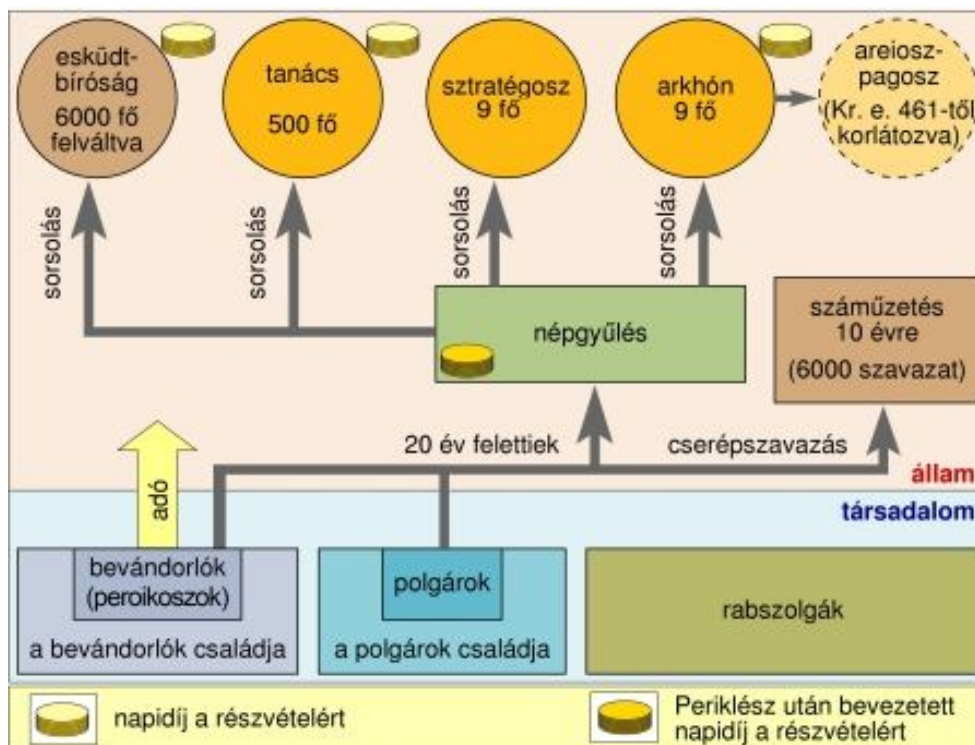 esküdt-
bíróság
6000 fő
felváltva
tanács
500 fő
sztratégosz
9 fő
arkhón
9 fő
areiosz-
pagosz
(Kr. e. 461-től
korlátozva)
sorsolás
sorsolás
sorsolás
sorsolás
népgyűlés
száműzetés
10 évre
(6000 szavazat)
20 év felettiek
cserépszavazás
állam
társadalom
adó
bevándorlók
(peroikoszok)
a bevándorlók családja
polgárok
a polgárok családja
rabszolgák
napidíj a részvételért
Periklész után bevezetett
napidíj a részvételért